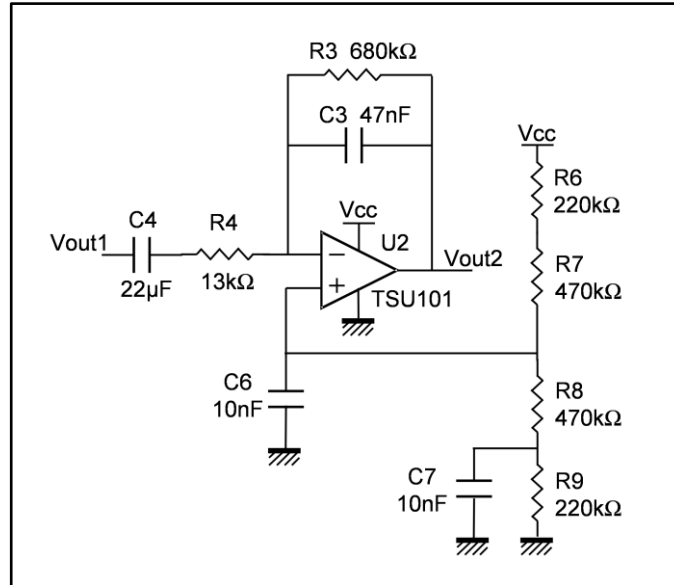 R3 680kΩ
C3 47nF
Vcc
R6
220kΩ
C4
R4
Vcc
U2
R7
470kΩ
Vout1
Vout2
22µF
13kΩ
TSU101
C6
10nF
R8
470kΩ
C7
10nF
R9
220kΩ